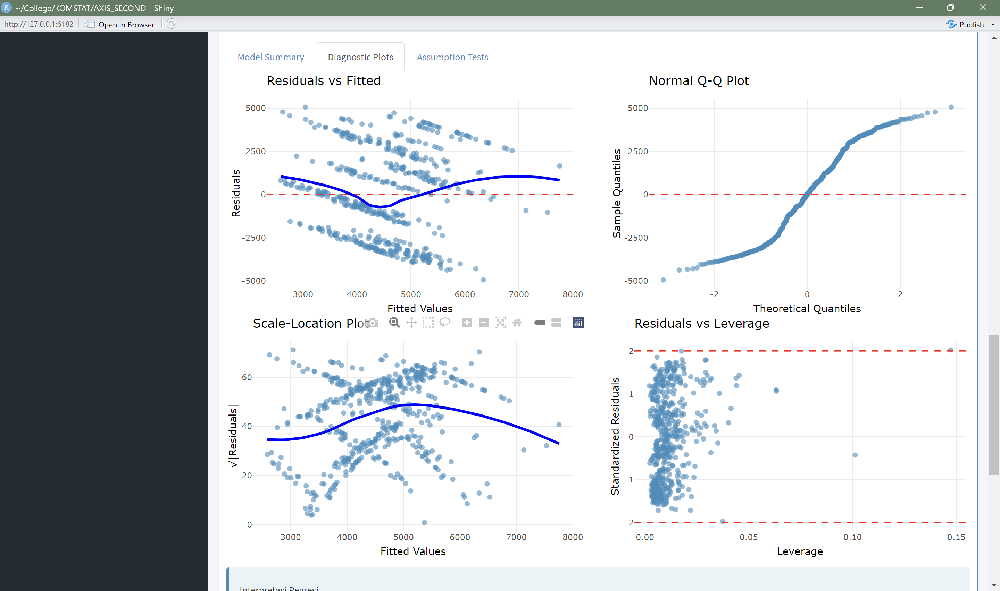 R ~/College/KOMSTAT/AXIS_SECOND - Shiny
http://127.0.0.1:6182 Open in Browser Publish
Model Summary Diagnostic Plots Assumption Tests
Residuals vs Fitted
5000
2500
0
-2500
-5000
Residuals
3000 4000 5000 6000 7000 8000
Fitted Values
Normal Q-Q Plot
5000
2500
0
-2500
-5000
Sample Quantiles
-2 0 2
Theoretical Quantiles
Scale-Location Plot
60
40
20
0
√|Residuals|
3000 4000 5000 6000 7000 8000
Fitted Values
Residuals vs Leverage
2
1
0
-1
-2
Standardized Residuals
0.00 0.05 0.10 0.15
Leverage
Interpretasi Regresi